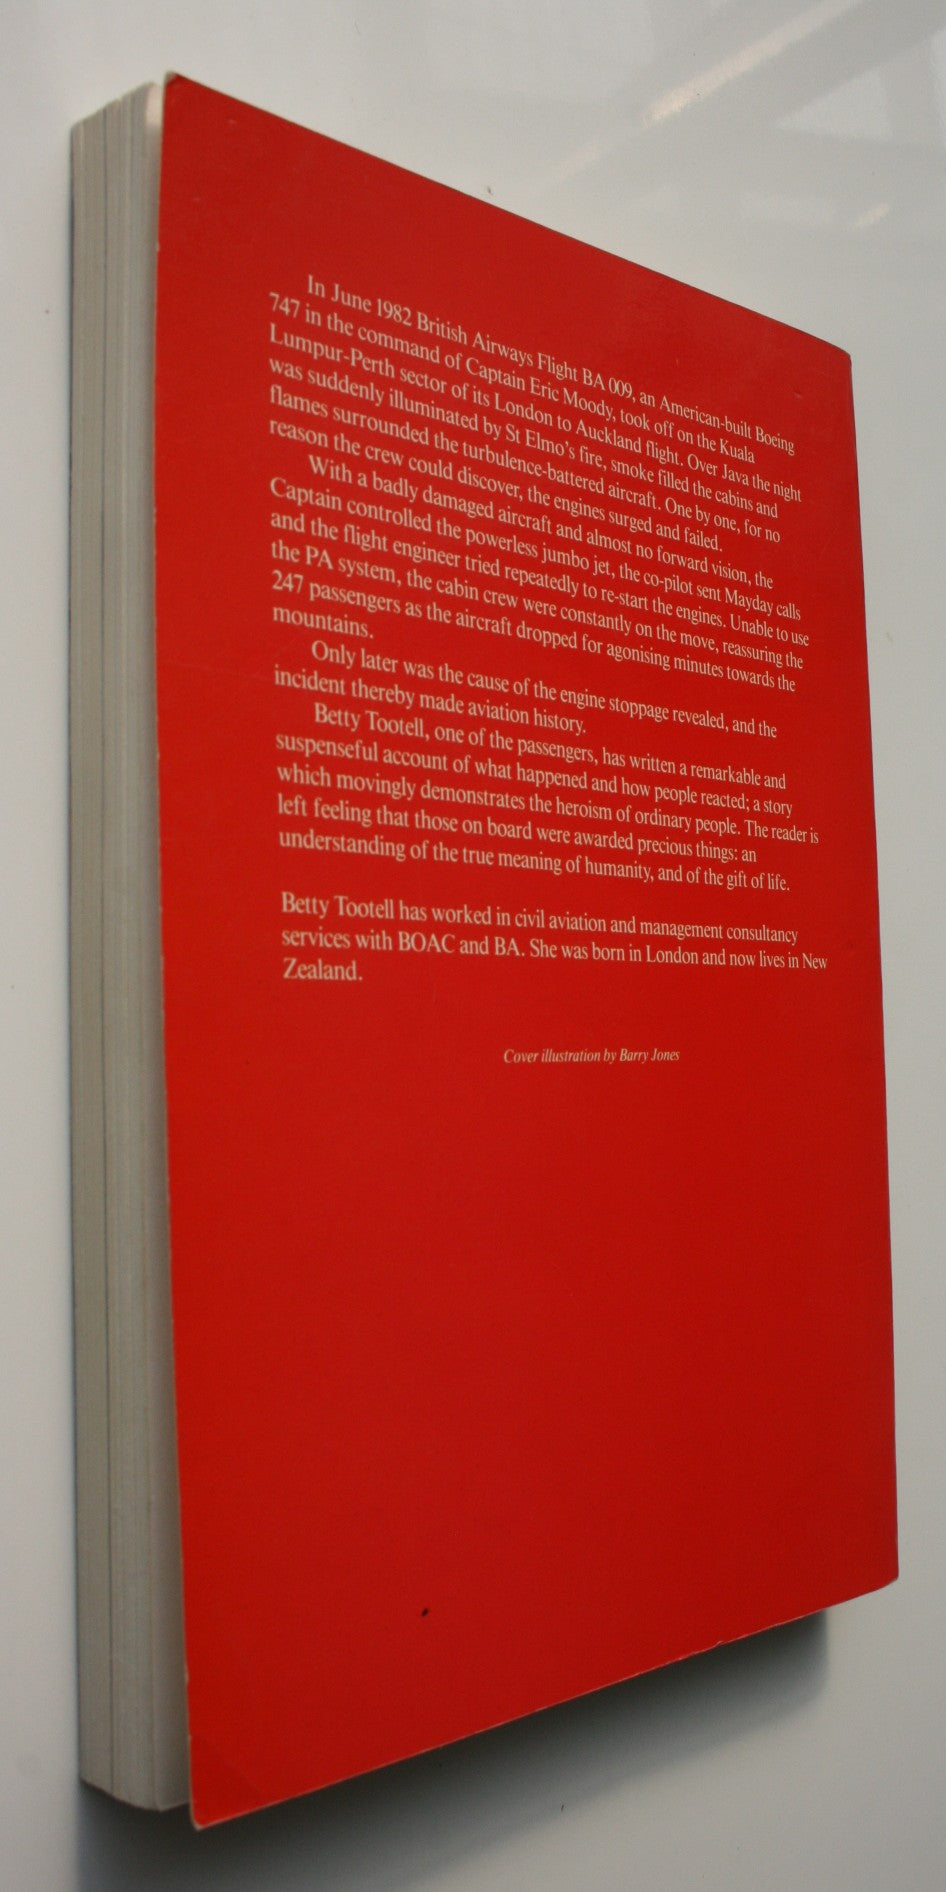 In June 1982 British Airways Flight BA 009, an American-built Boeing
747 in the command of Captain Eric Moody, took off on the Kuala
Lumpur-Perth sector of its London to Auckland flight. Over Java the night
was suddenly illuminated by St Elmo's fire, smoke filled the cabins and
flames surrounded the turbulence-battered aircraft. One by one, for no
reason the crew could discover, the engines surged and failed.
With a badly damaged aircraft and almost no forward vision, the
Captain controlled the powerless jumbo jet, the co-pilot sent Mayday calls
and the flight engineer tried repeatedly to re-start the engines. Unable to use
the PA system, the cabin crew were constantly on the move, reassuring the
247 passengers as the aircraft dropped for agonising minutes towards the
mountains.
Only later was the cause of the engine stoppage revealed, and the
incident thereby made aviation history.
Betty Tootell, one of the passengers, has written a remarkable and
suspenseful account of what happened and how people reacted; a story
which movingly demonstrates the heroism of ordinary people. The reader is
left feeling that those on board were awarded precious things: an
understanding of the true meaning of humanity, and of the gift of life.
Betty Tootell has worked in civil aviation and management consultancy
services with BOAC and BA. She was born in London and now lives in New
Zealand.
Cover illustration by Barry Jones